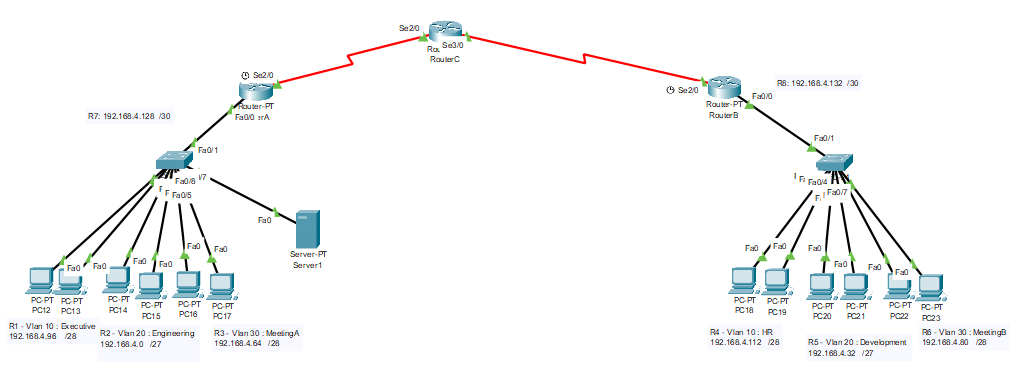 Se2/0
Se3/0
RouterC
Se2/0
Router-PT
Fa0/0
R7: 192.168.4.128 /30
Fa0/1
Se2/0
Router-PT
RouterB
Fa0/0
R8: 192.168.4.132 /30
Fa0/1
Fa0/6
Fa0/5
Fa0
Server-PT
Server1
Fa0/4
Fa0/7
Fa0
Fa0
Fa0
Fa0
Fa0
Fa0
PC-PT
PC12
PC-PT
PC13
PC-PT
PC14
PC-PT
PC15
PC-PT
PC16
PC-PT
PC17
R1 - Vlan 10 : Executive
192.168.4.96 /28
R2 - Vlan 20 : Engineering
192.168.4.0 /27
R3 - Vlan 30 : MeetingA
192.168.4.64 /28
Fa0
Fa0
Fa0
Fa0
Fa0
Fa0
PC-PT
PC18
PC-PT
PC19
PC-PT
PC20
PC-PT
PC21
PC-PT
PC22
PC-PT
PC23
R4 - Vlan 10 : HR
192.168.4.112 /28
R5 - Vlan 20 : Development
192.168.4.32 /27
R6 - Vlan 30 : MeetingB
192.168.4.80 /28